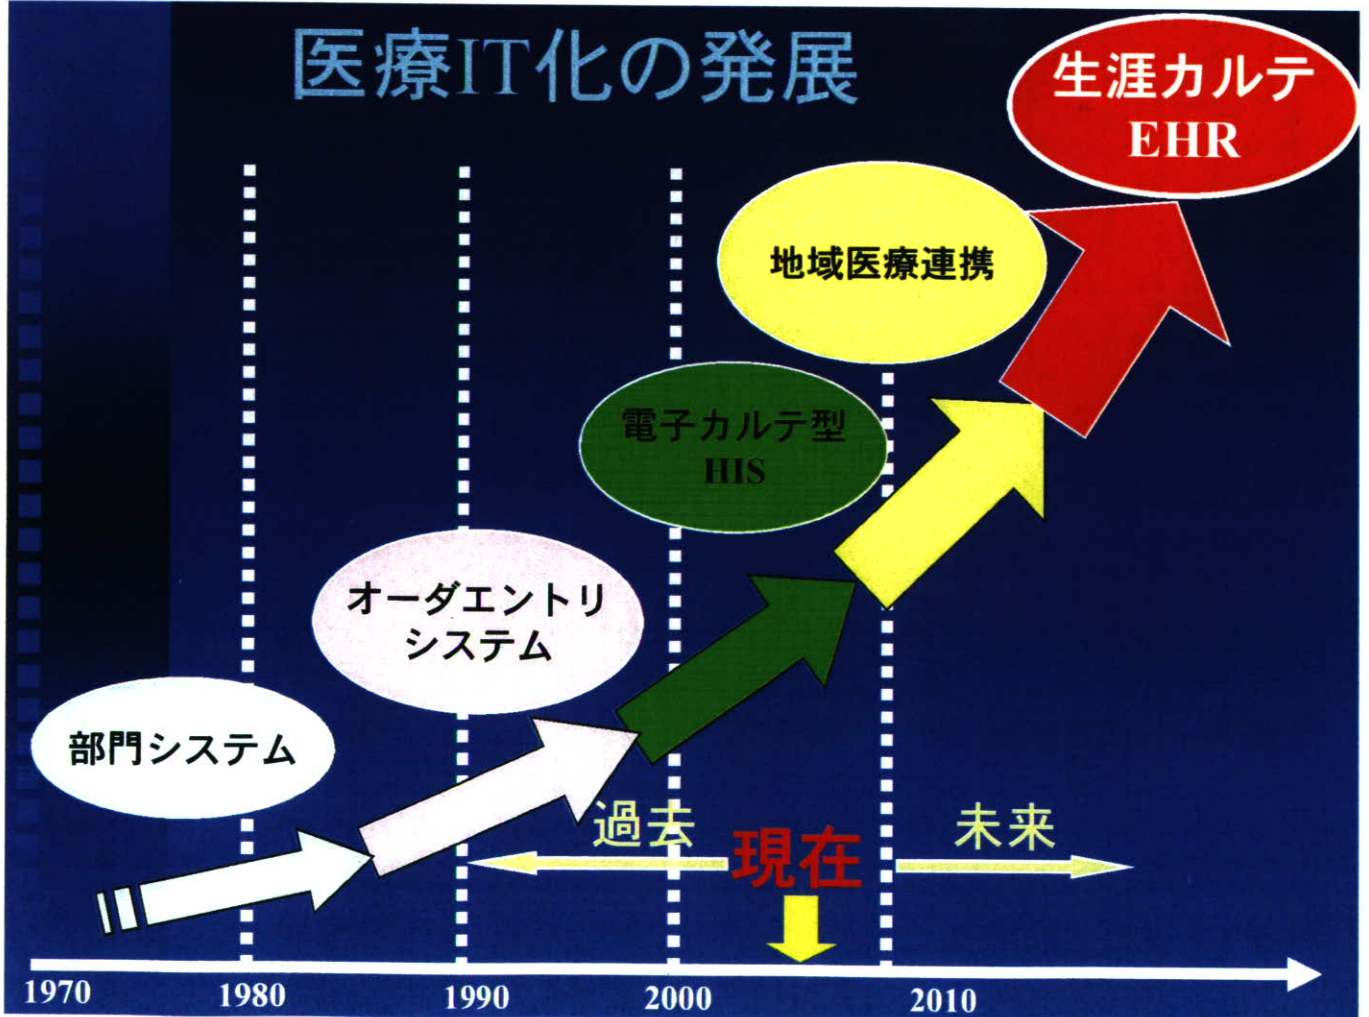 医療IT化の発展
生涯カルテ
EHR
地域医療連携
電子カルテ型
HIS
オーダエントリ
システム
部門システム
過去
現在
未来
1970
1980
1990
2000
2010